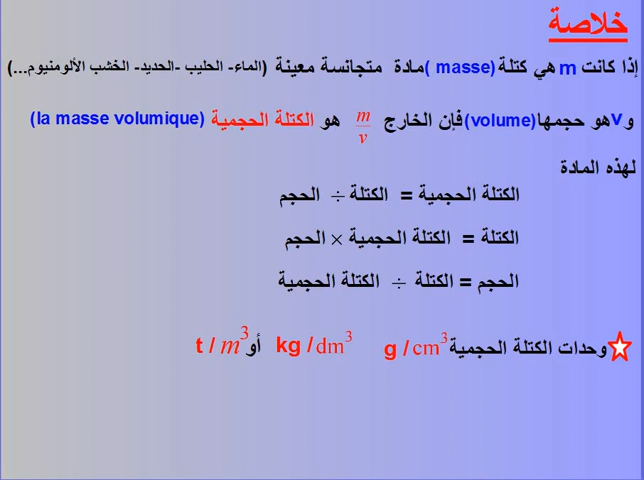 خلاصة
إذا كانت m هي كتلة (masse) مادة متجانسة معينة (الماء- الحليب -الحديد- الخشب الألومنيوم...)
و v هو حجمها (volume) فإن الخارج m/v هو الكتلة الحجمية (la masse volumique)
لهذه المادة
الكتلة الحجمية = الكتلة ÷ الحجم
الكتلة = الكتلة الحجمية × الحجم
الحجم = الكتلة ÷ الكتلة الحجمية
وحدات الكتلة الحجمية g / cm³ kg / dm³ أو t / m³